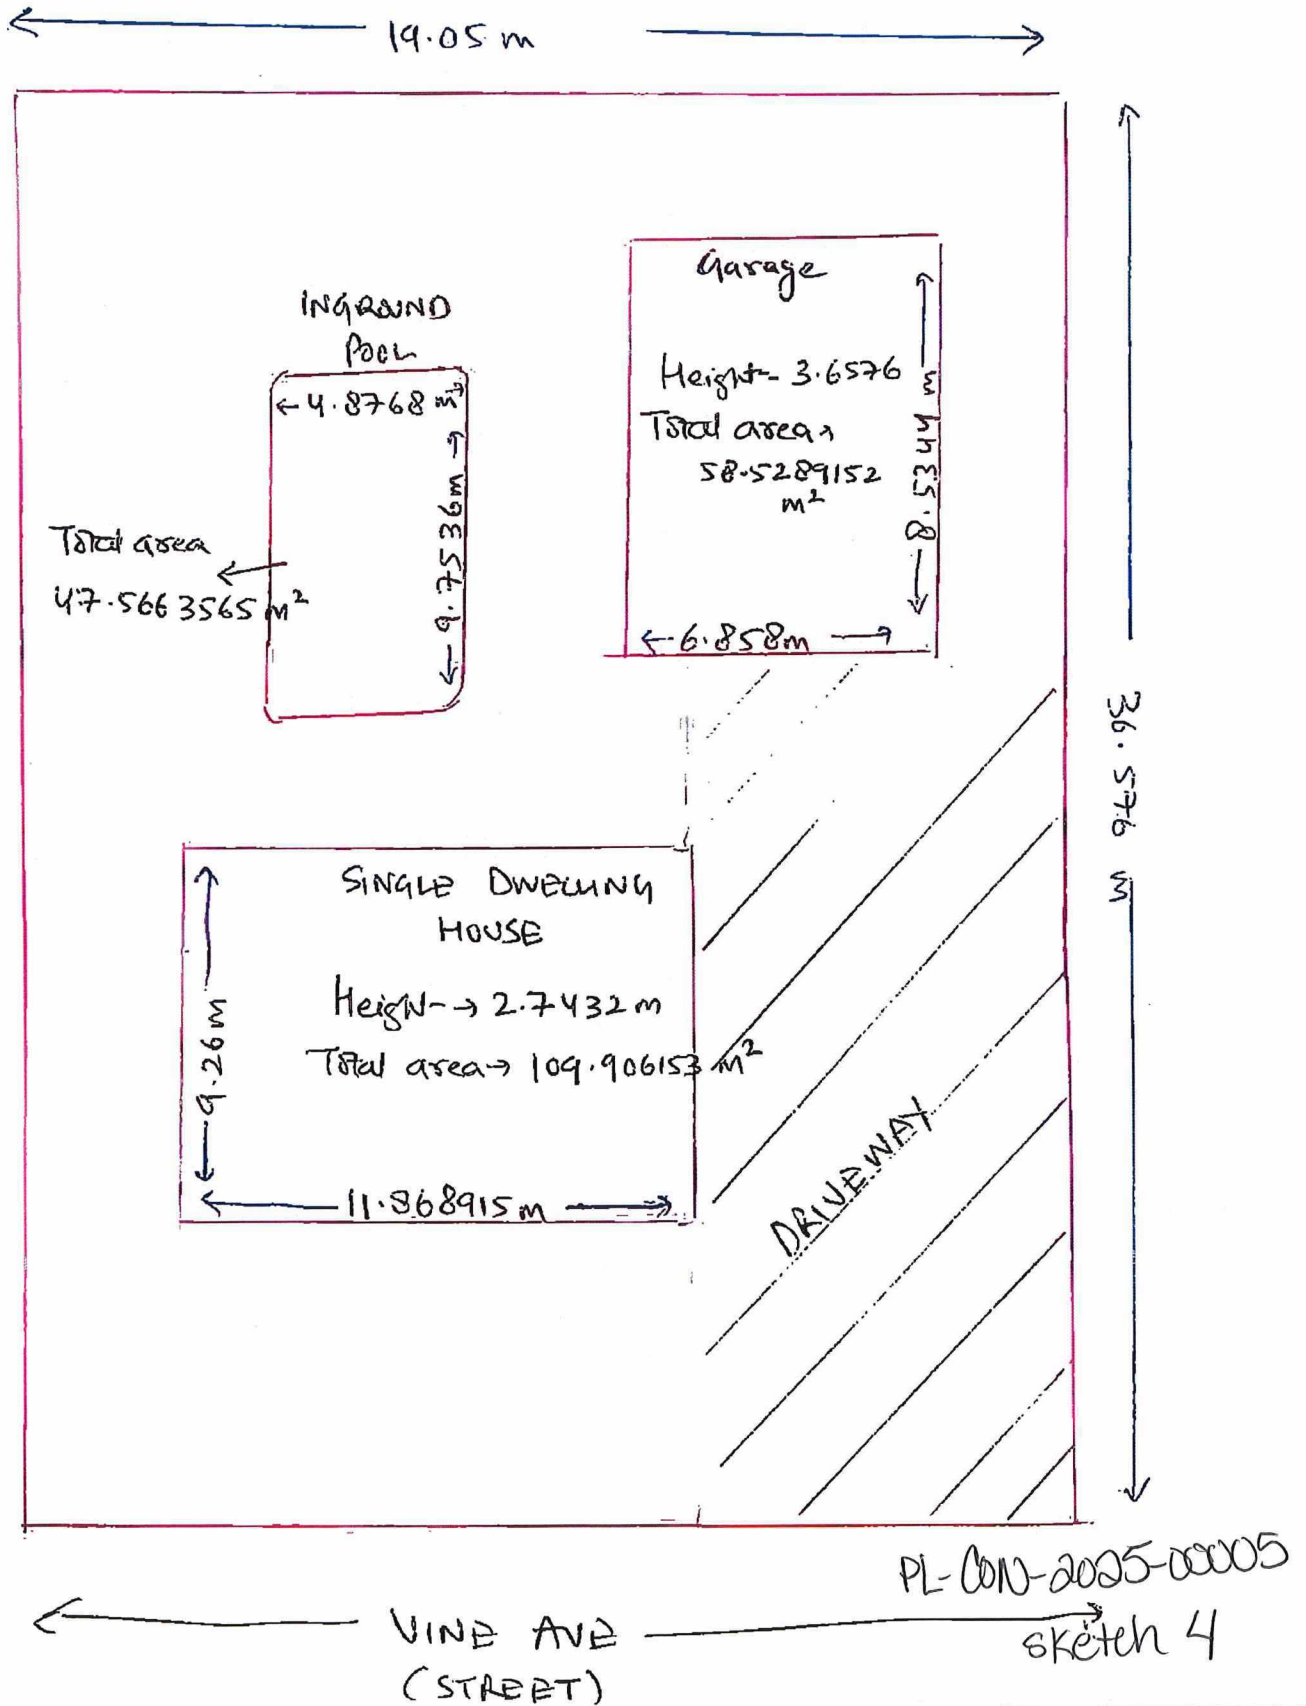 19.05 m
Garage
Height- 3.6576
Total area→
58.5289152
m²
8.5344 m
6.858m
INGROUND
POOL
4.8768 m
9.7536m
Total area
47.5663565 m²
36.576 m
SINGLE DWELLING
HOUSE
Height→ 2.7432 m
Total area→ 109.906153 m²
9.26m
11.868915 m
DRIVEWAY
PL-CON-2025-00005
sketch 4
VINE AVE
(STREET)